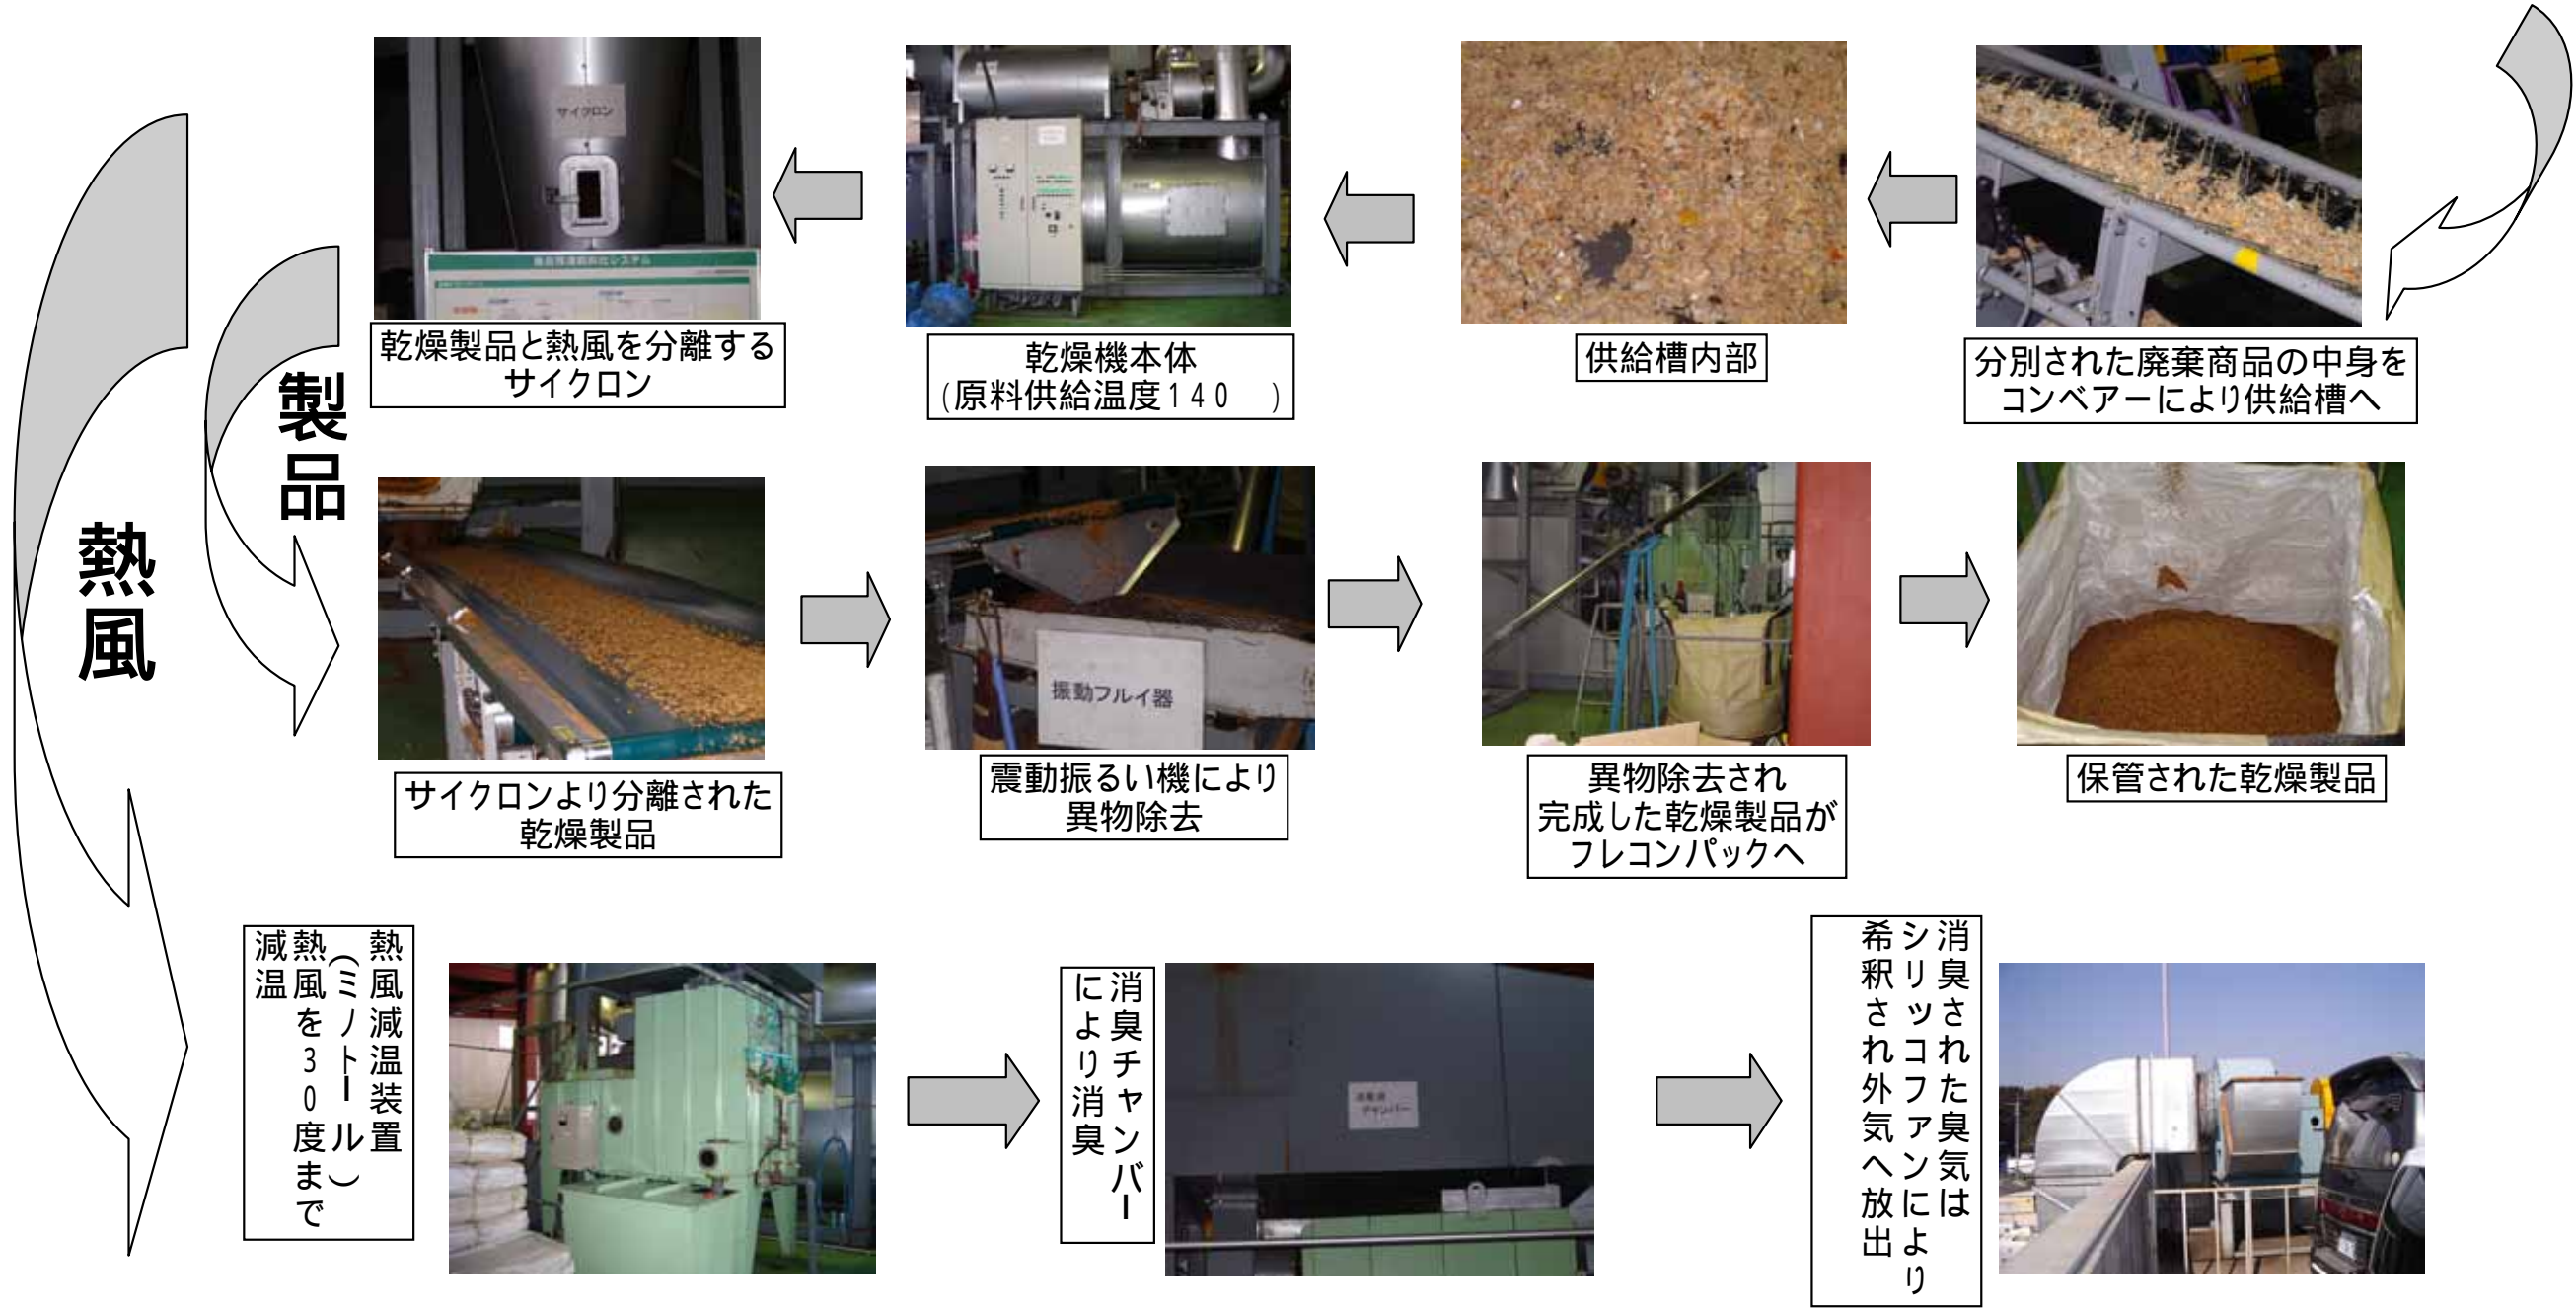 分別された廃棄商品の中身を
コンベアーにより供給槽へ
供給槽内部
乾燥機本体
(原料供給温度140　)
サイクロン
乾燥製品と熱風を分離する
サイクロン
製品
熱風
サイクロンより分離された
乾燥製品
振動フルイ器
震動振るい機により
異物除去
異物除去され
完成した乾燥製品が
フレコンパックへ
保管された乾燥製品
熱風減温装置
(ミノトール)
熱風を30度まで
減温
消臭チャンバー
により消臭
チャンバー
消臭された臭気は
シリッコファンにより
希釈され外気へ放出